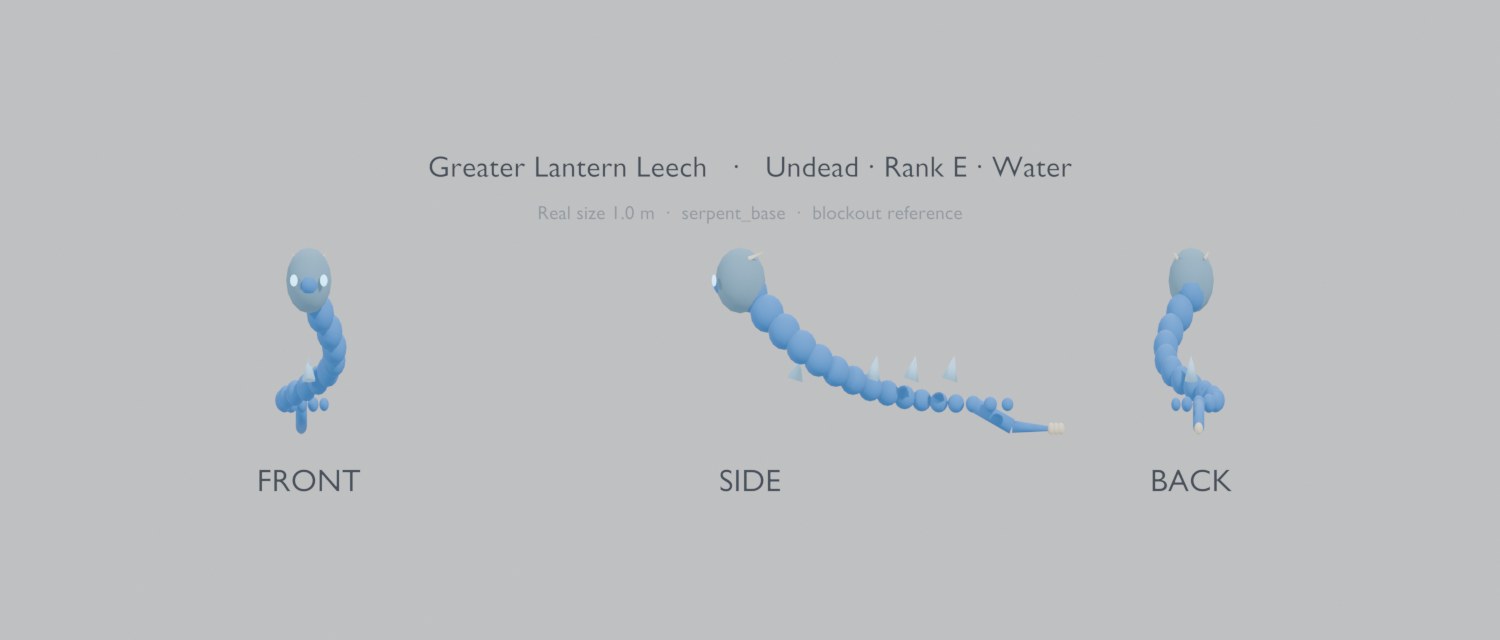 Greater Lantern Leech · Undead · Rank E · Water
Real size 1.0 m · serpent_base · blockout reference
FRONT SIDE BACK